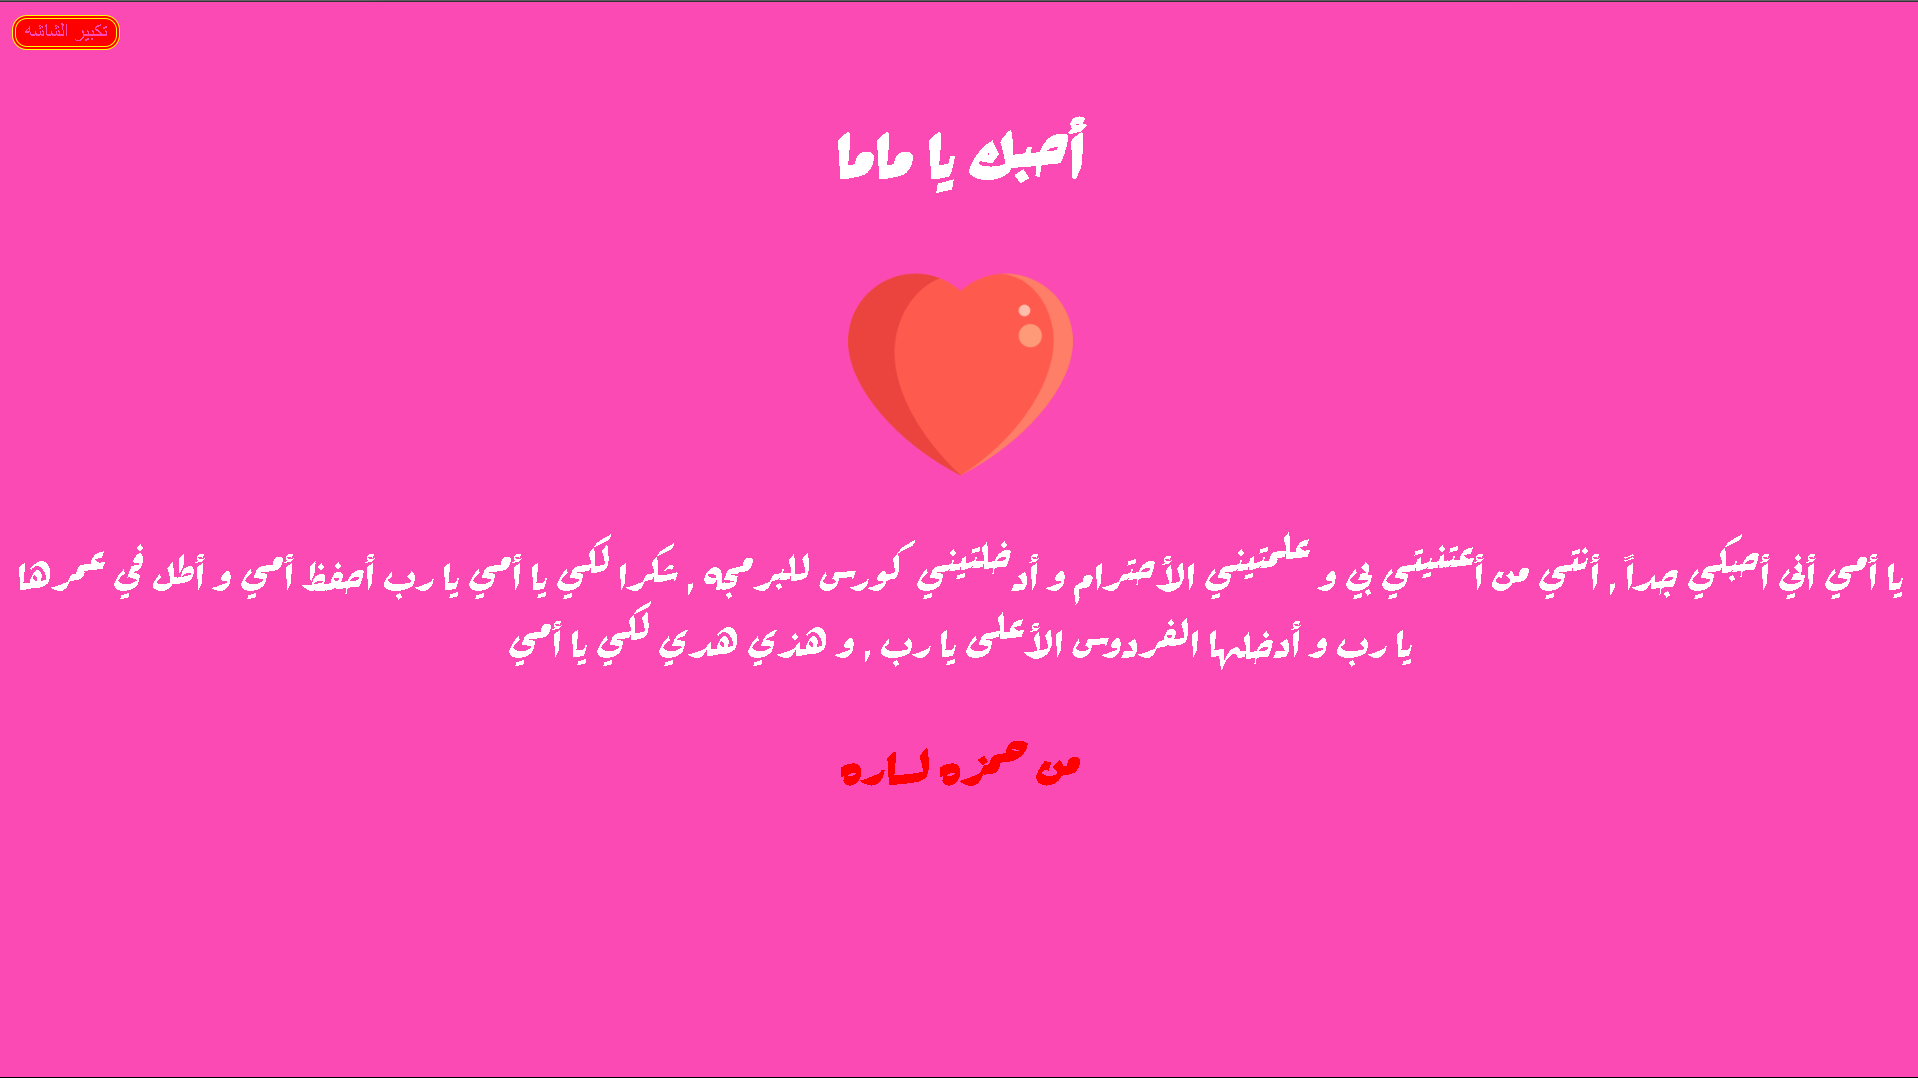 تكبير الشاشه
أحبك يا ماما
يا أمي أني أحبكي جداً , أنتي من أعتنيتي بي و علمتيني الأحترام و أدخلتيني كورس للبرمجه , شكرا لكي يا أمي يا رب أحفظ أمي و أطل في عمرها
يا رب و أدخلها الفردوس الأعلى يا رب , و هذي هدي لكي يا أمي
من حمزه لساره